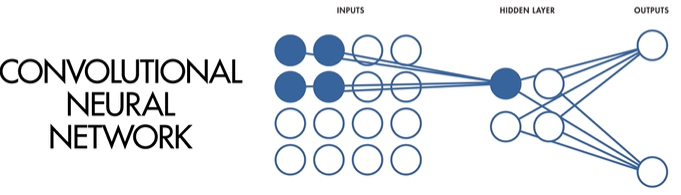 INPUTS
HIDDEN LAYER
OUTPUTS
CONVOLUTIONAL
NEURAL
NETWORK